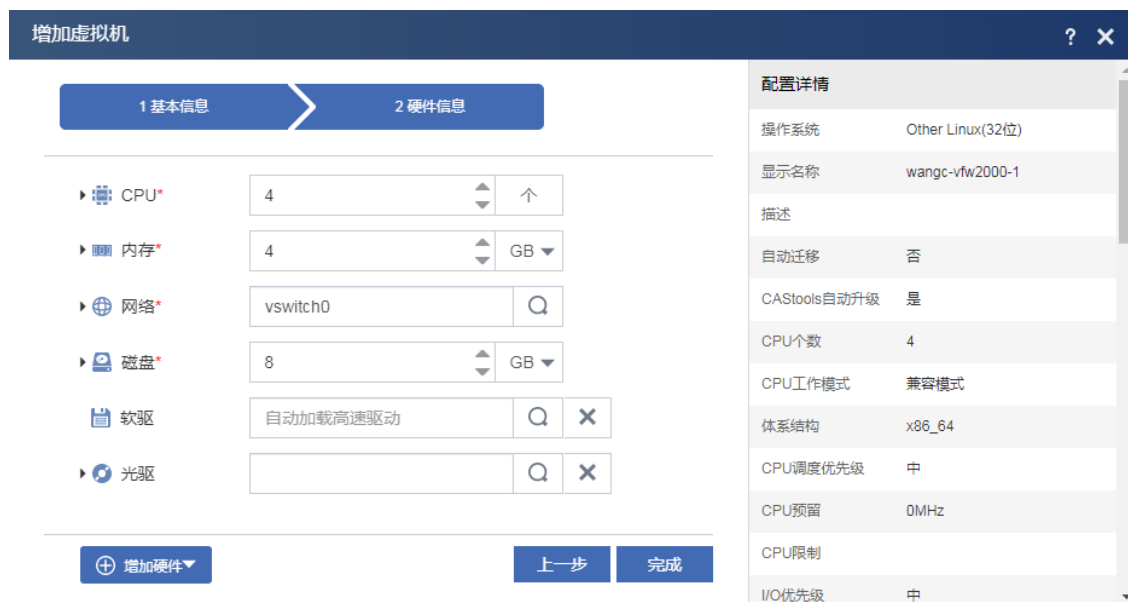 增加虚拟机 ? ×
1 基本信息 2 硬件信息
CPU* 4 个
内存* 4 GB
网络* vswitch0
磁盘* 8 GB
软驱 自动加载高速驱动
光驱
增加硬件 上一步 完成
配置详情
操作系统 Other Linux(32位)
显示名称 wangc-vfw2000-1
描述
自动迁移 否
CAStools自动升级 是
CPU个数 4
CPU工作模式 兼容模式
体系结构 x86_64
CPU调度优先级 中
CPU预留 0MHz
CPU限制
I/O优先级 中